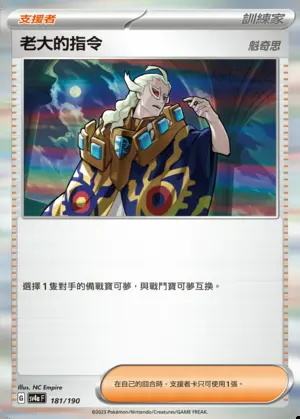 支援者
訓練家
老大的指令
魁奇思
選擇1隻對手的備戰寶可夢,與戰鬥寶可夢互換。
Illus. NC Empire
G sv4a F 181/190
在自己的回合時,支援者卡只可使用1張。
©2023 Pokémon/Nintendo/Creatures/GAME FREAK.